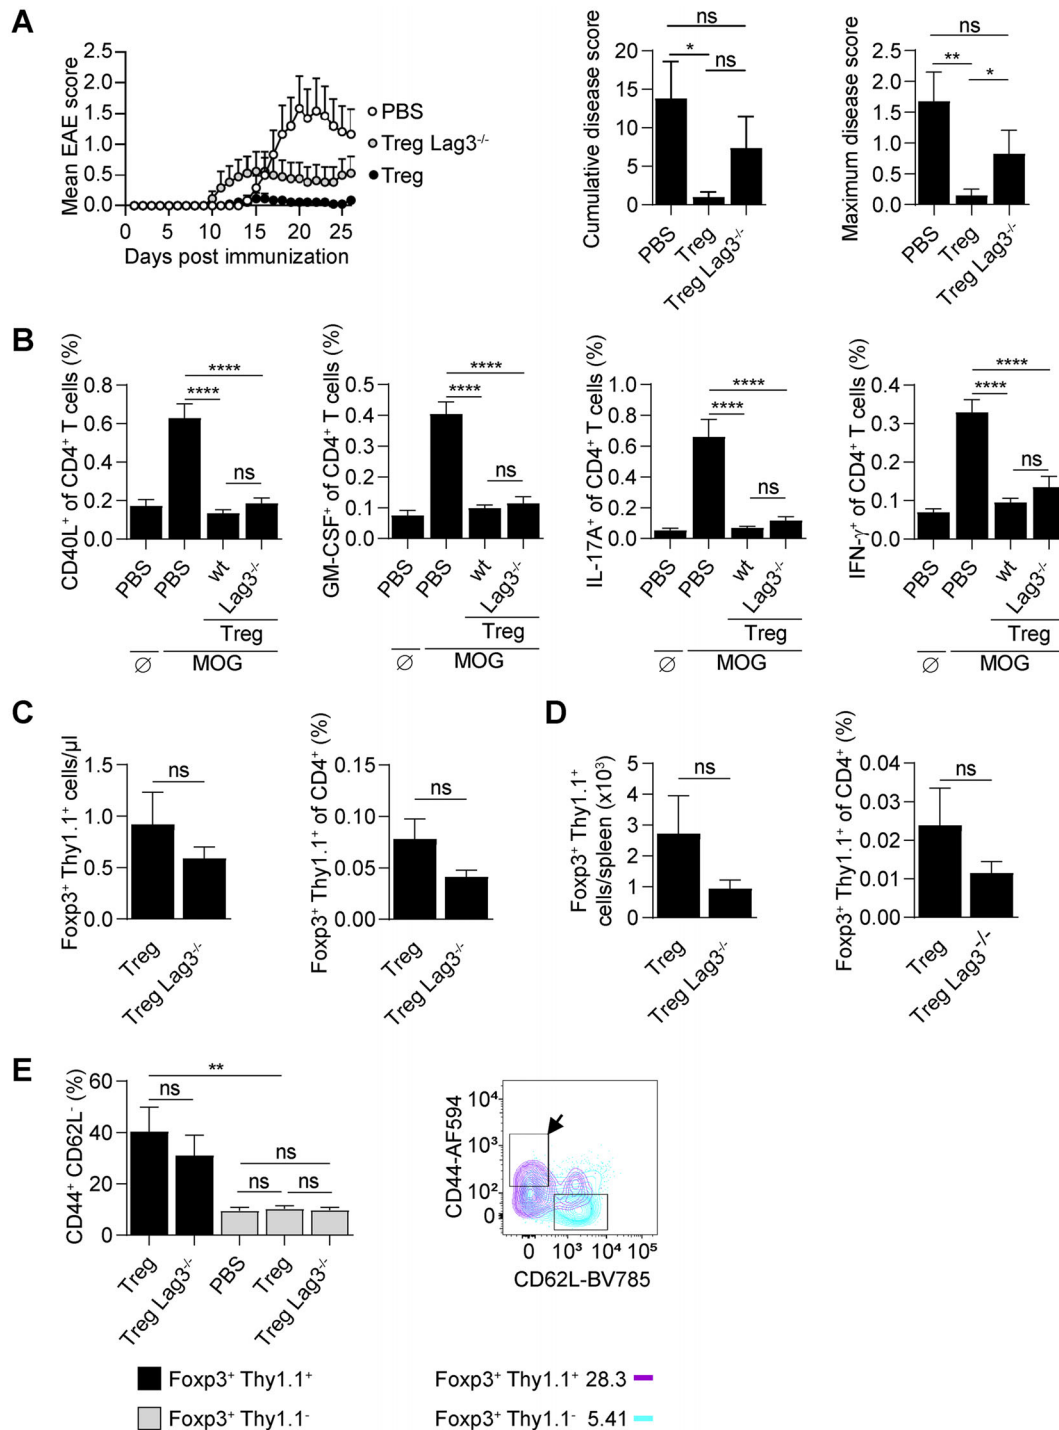 A
Mean EAE score
2.5
2.0
1.5
1.0
0.5
0.0
0 5 10 15 20 25
Days post immunization
PBS
Treg Lag3-/-
Treg
Cumulative disease score
20
15
10
5
0
ns
*
ns
PBS
Treg
Treg Lag3-/-
Maximum disease score
2.5
2.0
1.5
1.0
0.5
0.0
ns
**
*
PBS
Treg
Treg Lag3-/-
B
CD40L+ of CD4+ T cells (%)
0.8
0.6
0.4
0.2
0.0
****
****
ns
PBS
PBS
wt
Lag3-/-
Treg
∅
MOG
GM-CSF+ of CD4+ T cells (%)
0.5
0.4
0.3
0.2
0.1
0.0
****
****
ns
PBS
PBS
wt
Lag3-/-
Treg
∅
MOG
IL-17A+ of CD4+ T cells (%)
1.0
0.8
0.6
0.4
0.2
0.0
****
****
ns
PBS
PBS
wt
Lag3-/-
Treg
∅
MOG
IFN-γ+ of CD4+ T cells (%)
0.4
0.3
0.2
0.1
0.0
****
****
ns
PBS
PBS
wt
Lag3-/-
Treg
∅
MOG
C
Foxp3+ Thy1.1+ cells/µl
1.5
1.0
0.5
0.0
ns
Treg
Treg Lag3-/-
Foxp3+ Thy1.1+ of CD4+ (%)
0.15
0.10
0.05
0.00
ns
Treg
Treg Lag3-/-
D
Foxp3+ Thy1.1+
cells/spleen (x10³)
5
4
3
2
1
0
ns
Treg
Treg Lag3-/-
Foxp3+ Thy1.1+ of CD4+ (%)
0.04
0.03
0.02
0.01
0.00
ns
Treg
Treg Lag3-/-
E
CD44+ CD62L- (%)
60
40
20
0
**
ns
ns
ns
ns
Treg
Treg Lag3-/-
PBS
Treg
Treg Lag3-/-
CD44-AF594
10⁴
10³
10²
0
0 10³ 10⁴ 10⁵
CD62L-BV785
Foxp3+ Thy1.1+
Foxp3+ Thy1.1-
Foxp3+ Thy1.1+ 28.3
Foxp3+ Thy1.1- 5.41